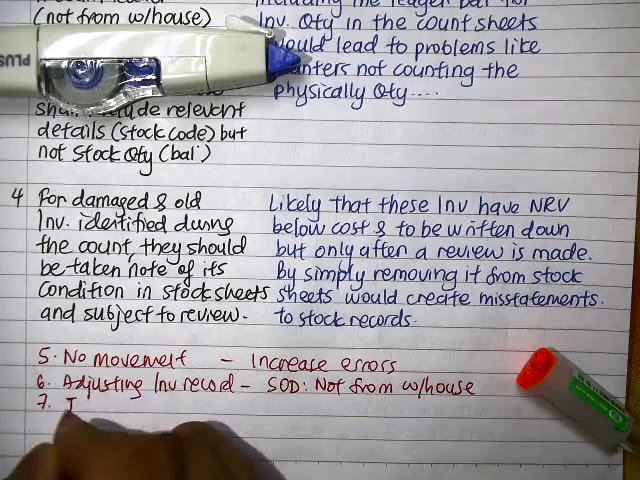 including the ledger bal for
(not from w/house)
Inv. Qty in the count sheets
would lead to problems like
counters not counting the
physically Qty....
PLUS
relevent
details (stock code) but
not stock Qty (bal)
4
For damaged & old
Inv. identified during
the count, they should
be taken note of its
condition in stock sheets
and subject to review.
Likely that these Inv have NRV
below cost & to be written down
but only after a review is made.
By simply removing it from stock
sheets would create misstatements.
to stock records.
5. No movement - Increase errors
6. Adjusting Inv record - SOD: Not from w/house
7. I